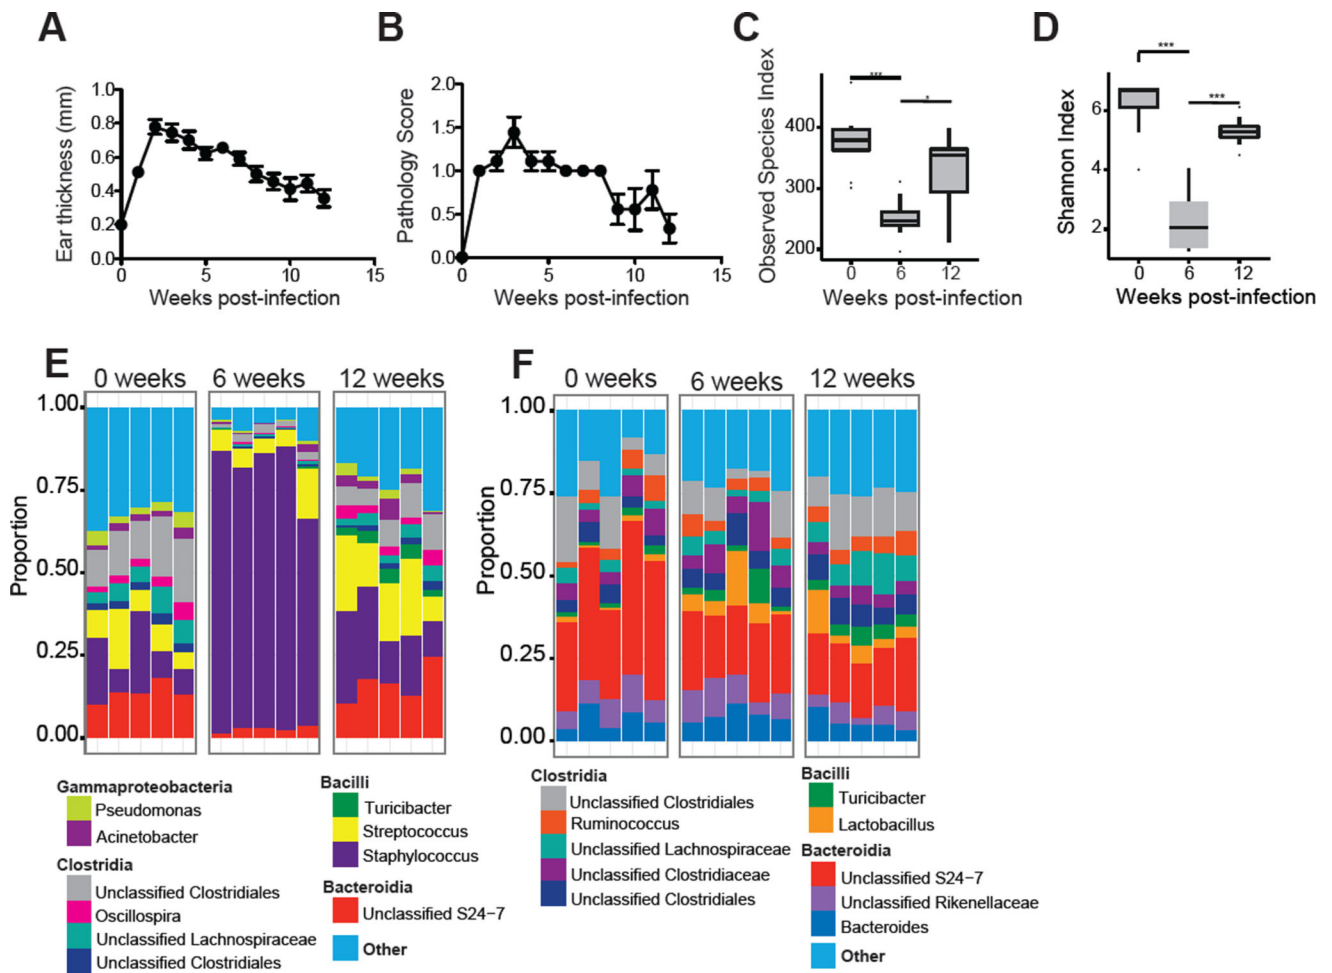 A
B
C
D
Ear thickness (mm)
1.0
0.8
0.6
0.4
0.2
0.0
0
5
10
15
Weeks post-infection
Pathology Score
2.0
1.5
1.0
0.5
0.0
0
5
10
15
Weeks post-infection
Observed Species Index
400
300
200
***
*
0
6
12
Weeks post-infection
Shannon Index
6
4
2
***
***
0
6
12
Weeks post-infection
E
0 weeks
6 weeks
12 weeks
Proportion
1.00
0.75
0.50
0.25
0.00
F
0 weeks
6 weeks
12 weeks
Proportion
1.00
0.75
0.50
0.25
0.00
Gammaproteobacteria
Pseudomonas
Acinetobacter
Clostridia
Unclassified Clostridiales
Oscillospira
Unclassified Lachnospiraceae
Unclassified Clostridiales
Bacilli
Turicibacter
Streptococcus
Staphylococcus
Bacteroidia
Unclassified S24-7
Other
Clostridia
Unclassified Clostridiales
Ruminococcus
Unclassified Lachnospiraceae
Unclassified Clostridiaceae
Unclassified Clostridiales
Bacilli
Turicibacter
Lactobacillus
Bacteroidia
Unclassified S24-7
Unclassified Rikenellaceae
Bacteroides
Other